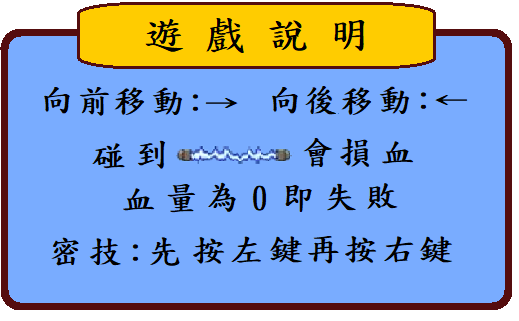 遊戲說明
向前移動:→ 向後移動:←
碰到 會損血
血量為0即失敗
密技:先按左鍵再按右鍵